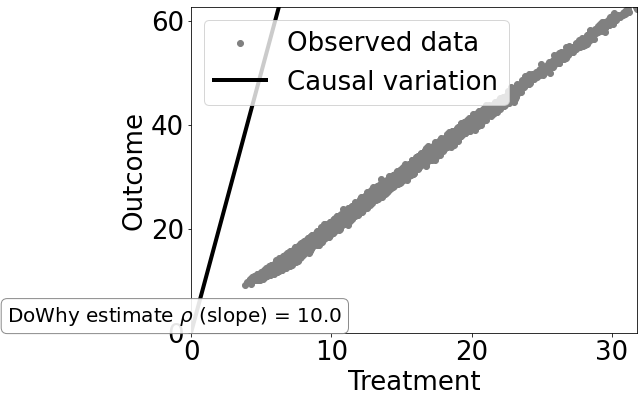 Observed data
Causal variation
60
40
20
0
Outcome
DoWhy estimate ρ (slope) = 10.0
0 10 20 30
Treatment